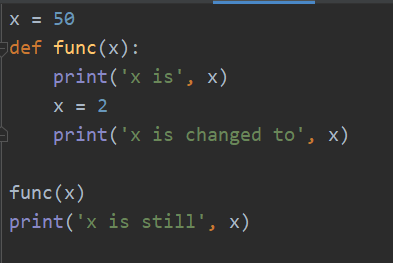 x = 50
def func(x):
    print('x is', x)
    x = 2
    print('x is changed to', x)

func(x)
print('x is still', x)